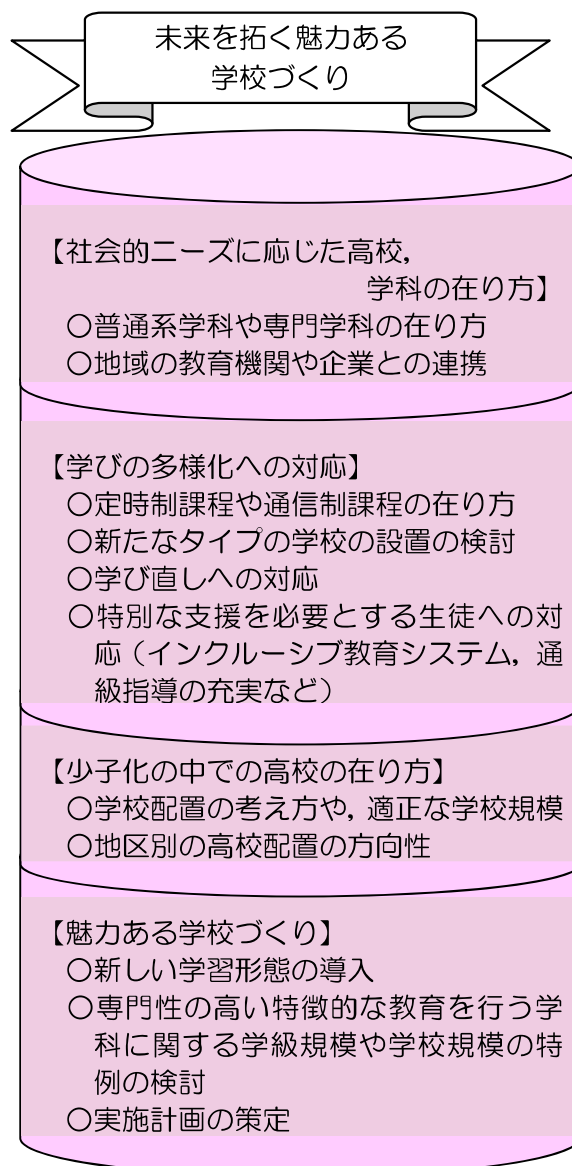 未来を拓く魅力ある
学校づくり
【社会的ニーズに応じた高校，
学科の在り方】
○普通系学科や専門学科の在り方
○地域の教育機関や企業との連携
【学びの多様化への対応】
○定時制課程や通信制課程の在り方
○新たなタイプの学校の設置の検討
○学び直しへの対応
○特別な支援を必要とする生徒への対
応（インクルーシブ教育システム，通
級指導の充実など）
【少子化の中での高校の在り方】
○学校配置の考え方や，適正な学校規模
○地区別の高校配置の方向性
【魅力ある学校づくり】
○新しい学習形態の導入
○専門性の高い特徴的な教育を行う学
科に関する学級規模や学校規模の特
例の検討
○実施計画の策定